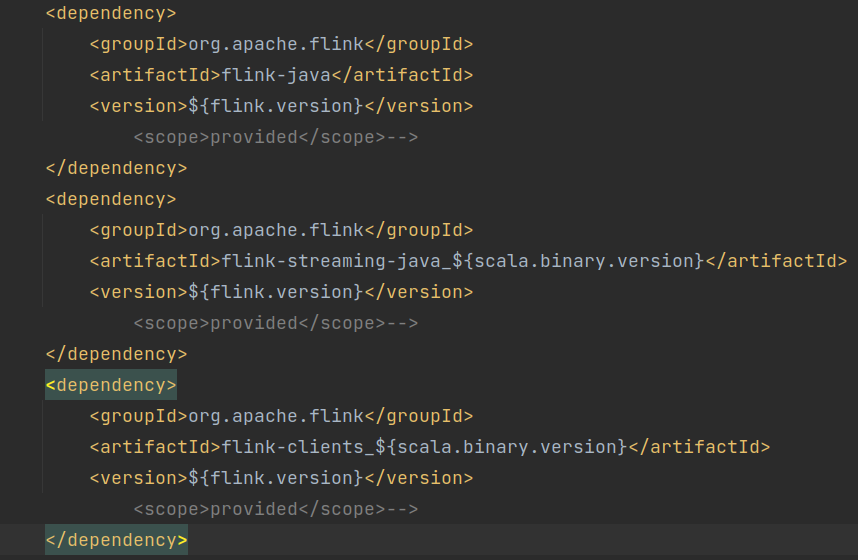 <dependency>
<groupId>org.apache.flink</groupId>
<artifactId>flink-java</artifactId>
<version>${flink.version}</version>
<scope>provided</scope>-->
</dependency>
<dependency>
<groupId>org.apache.flink</groupId>
<artifactId>flink-streaming-java_${scala.binary.version}</artifactId>
<version>${flink.version}</version>
<scope>provided</scope>-->
</dependency>
<dependency>
<groupId>org.apache.flink</groupId>
<artifactId>flink-clients_${scala.binary.version}</artifactId>
<version>${flink.version}</version>
<scope>provided</scope>-->
</dependency>